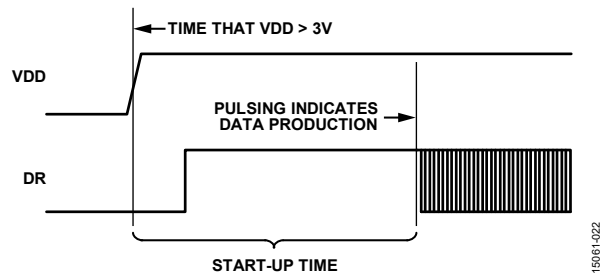 TIME THAT VDD > 3V
VDD
PULSING INDICATES
DATA PRODUCTION
DR
START-UP TIME
15061-022